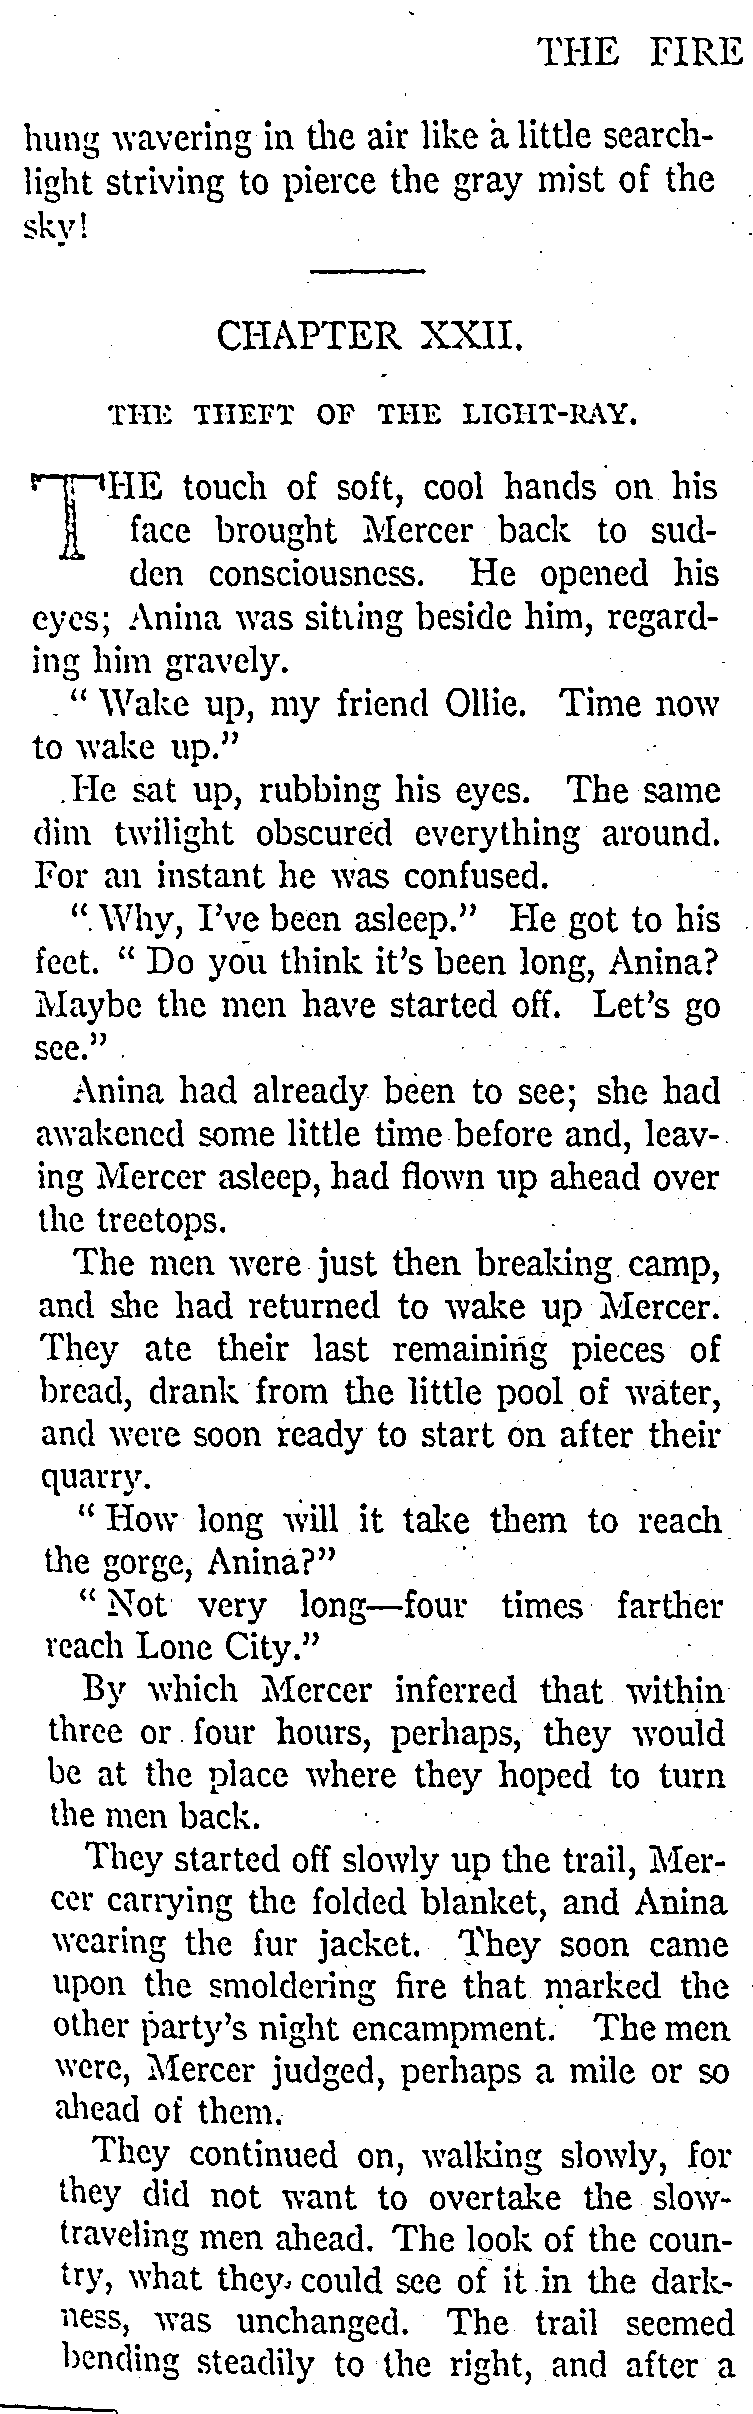 THE FIRE
hung wavering in the air like a little search-
light striving to pierce the gray mist of the
sky!
CHAPTER XXII.
THE THEFT OF THE LIGHT-RAY.
THE touch of soft, cool hands on his
face brought Mercer back to sud-
den consciousness. He opened his
eyes; Anina was sitting beside him, regard-
ing him gravely.
" Wake up, my friend Ollie. Time now
to wake up."
He sat up, rubbing his eyes. The same
dim twilight obscured everything around.
For an instant he was confused.
" Why, I've been asleep." He got to his
feet. " Do you think it's been long, Anina?
Maybe the men have started off. Let's go
see."
Anina had already been to see; she had
awakened some little time before and, leav-
ing Mercer asleep, had flown up ahead over
the treetops.
The men were just then breaking camp,
and she had returned to wake up Mercer.
They ate their last remaining pieces of
bread, drank from the little pool of water,
and were soon ready to start on after their
quarry.
" How long will it take them to reach
the gorge, Anina?"
" Not very long—four times farther
reach Lone City."
By which Mercer inferred that within
three or four hours, perhaps, they would
be at the place where they hoped to turn
the men back.
They started off slowly up the trail, Mer-
cer carrying the folded blanket, and Anina
wearing the fur jacket. They soon came
upon the smoldering fire that marked the
other party's night encampment. The men
were, Mercer judged, perhaps a mile or so
ahead of them.
They continued on, walking slowly, for
they did not want to overtake the slow-
traveling men ahead. The look of the coun-
try, what they could see of it in the dark-
ness, was unchanged. The trail seemed
bending steadily to the right, and after a